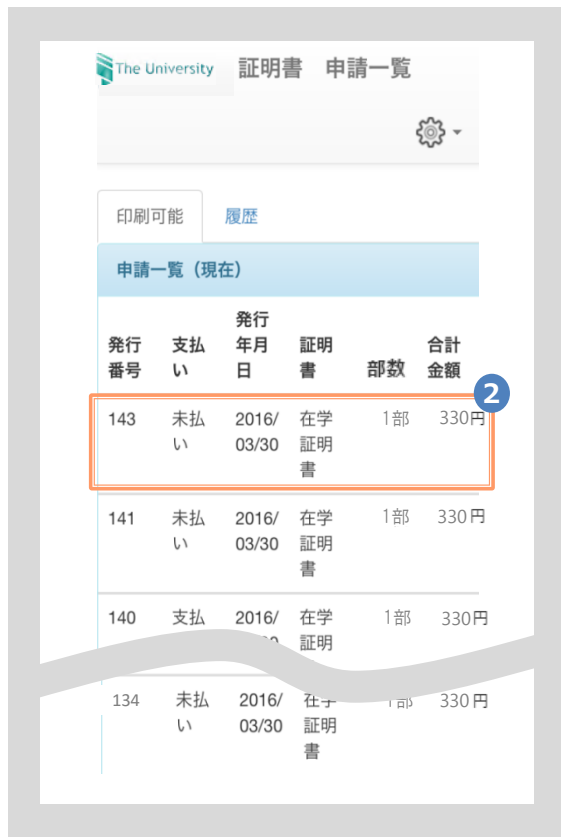 The University 証明書 申請一覧
印刷可能 履歴
申請一覧（現在）
発行番号 支払い 発行年月日 証明書 部数 合計金額
2
143 未払い 2016/03/30 在学証明書 1部 330円
141 未払い 2016/03/30 在学証明書 1部 330円
140 支払 2016/ 在学証明 1部 330円
134 未払い 2016/03/30 在学証明書 1部 330円